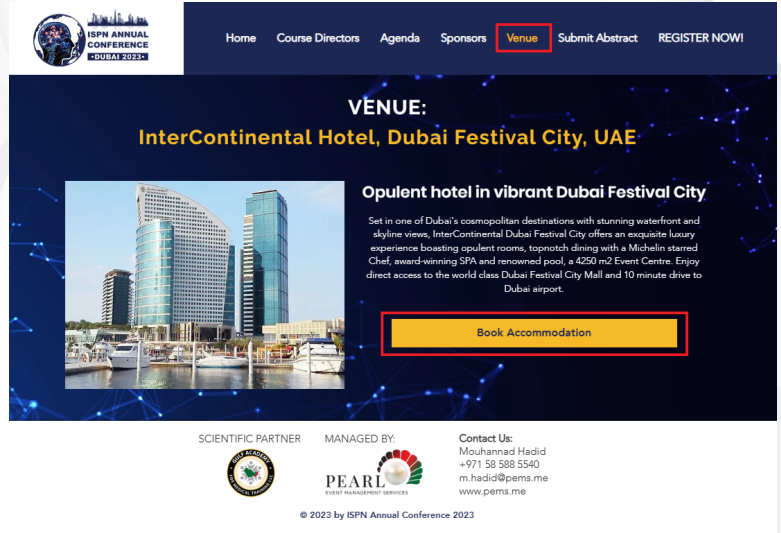 ISPN ANNUAL
CONFERENCE
•DUBAI 2023•
Home Course Directors Agenda Sponsors Venue Submit Abstract REGISTER NOW!
VENUE:
InterContinental Hotel, Dubai Festival City, UAE
Opulent hotel in vibrant Dubai Festival City
Set in one of Dubai's cosmopolitan destinations with stunning waterfront and
skyline views, InterContinental Dubai Festival City offers an exquisite luxury
experience boasting opulent rooms, topnotch dining with a Michelin starred
Chef, award-winning SPA and renowned pool, a 4250 m2 Event Centre. Enjoy
direct access to the world class Dubai Festival City Mall and 10 minute drive to
Dubai airport.
Book Accommodation
SCIENTIFIC PARTNER
GULF ACADEMY
FOR MEDICAL TRAINING LLC
MANAGED BY:
PEARL
EVENT MANAGEMENT SERVICES
Contact Us:
Mouhannad Hadid
+971 58 588 5540
m.hadid@pems.me
www.pems.me
© 2023 by ISPN Annual Conference 2023